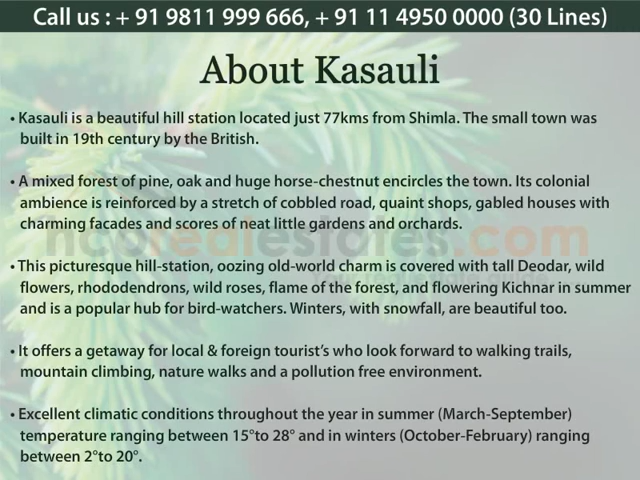 Call us : + 91 9811 999 666, + 91 11 4950 0000 (30 Lines)
About Kasauli
• Kasauli is a beautiful hill station located just 77kms from Shimla. The small town was
built in 19th century by the British.
• A mixed forest of pine, oak and huge horse-chestnut encircles the town. Its colonial
ambience is reinforced by a stretch of cobbled road, quaint shops, gabled houses with
charming facades and scores of neat little gardens and orchards.
• This picturesque hill-station, oozing old-world charm is covered with tall Deodar, wild
flowers, rhododendrons, wild roses, flame of the forest, and flowering Kichnar in summer
and is a popular hub for bird-watchers. Winters, with snowfall, are beautiful too.
• It offers a getaway for local & foreign tourist's who look forward to walking trails,
mountain climbing, nature walks and a pollution free environment.
• Excellent climatic conditions throughout the year in summer (March-September)
temperature ranging between 15°to 28° and in winters (October-February) ranging
between 2°to 20°.